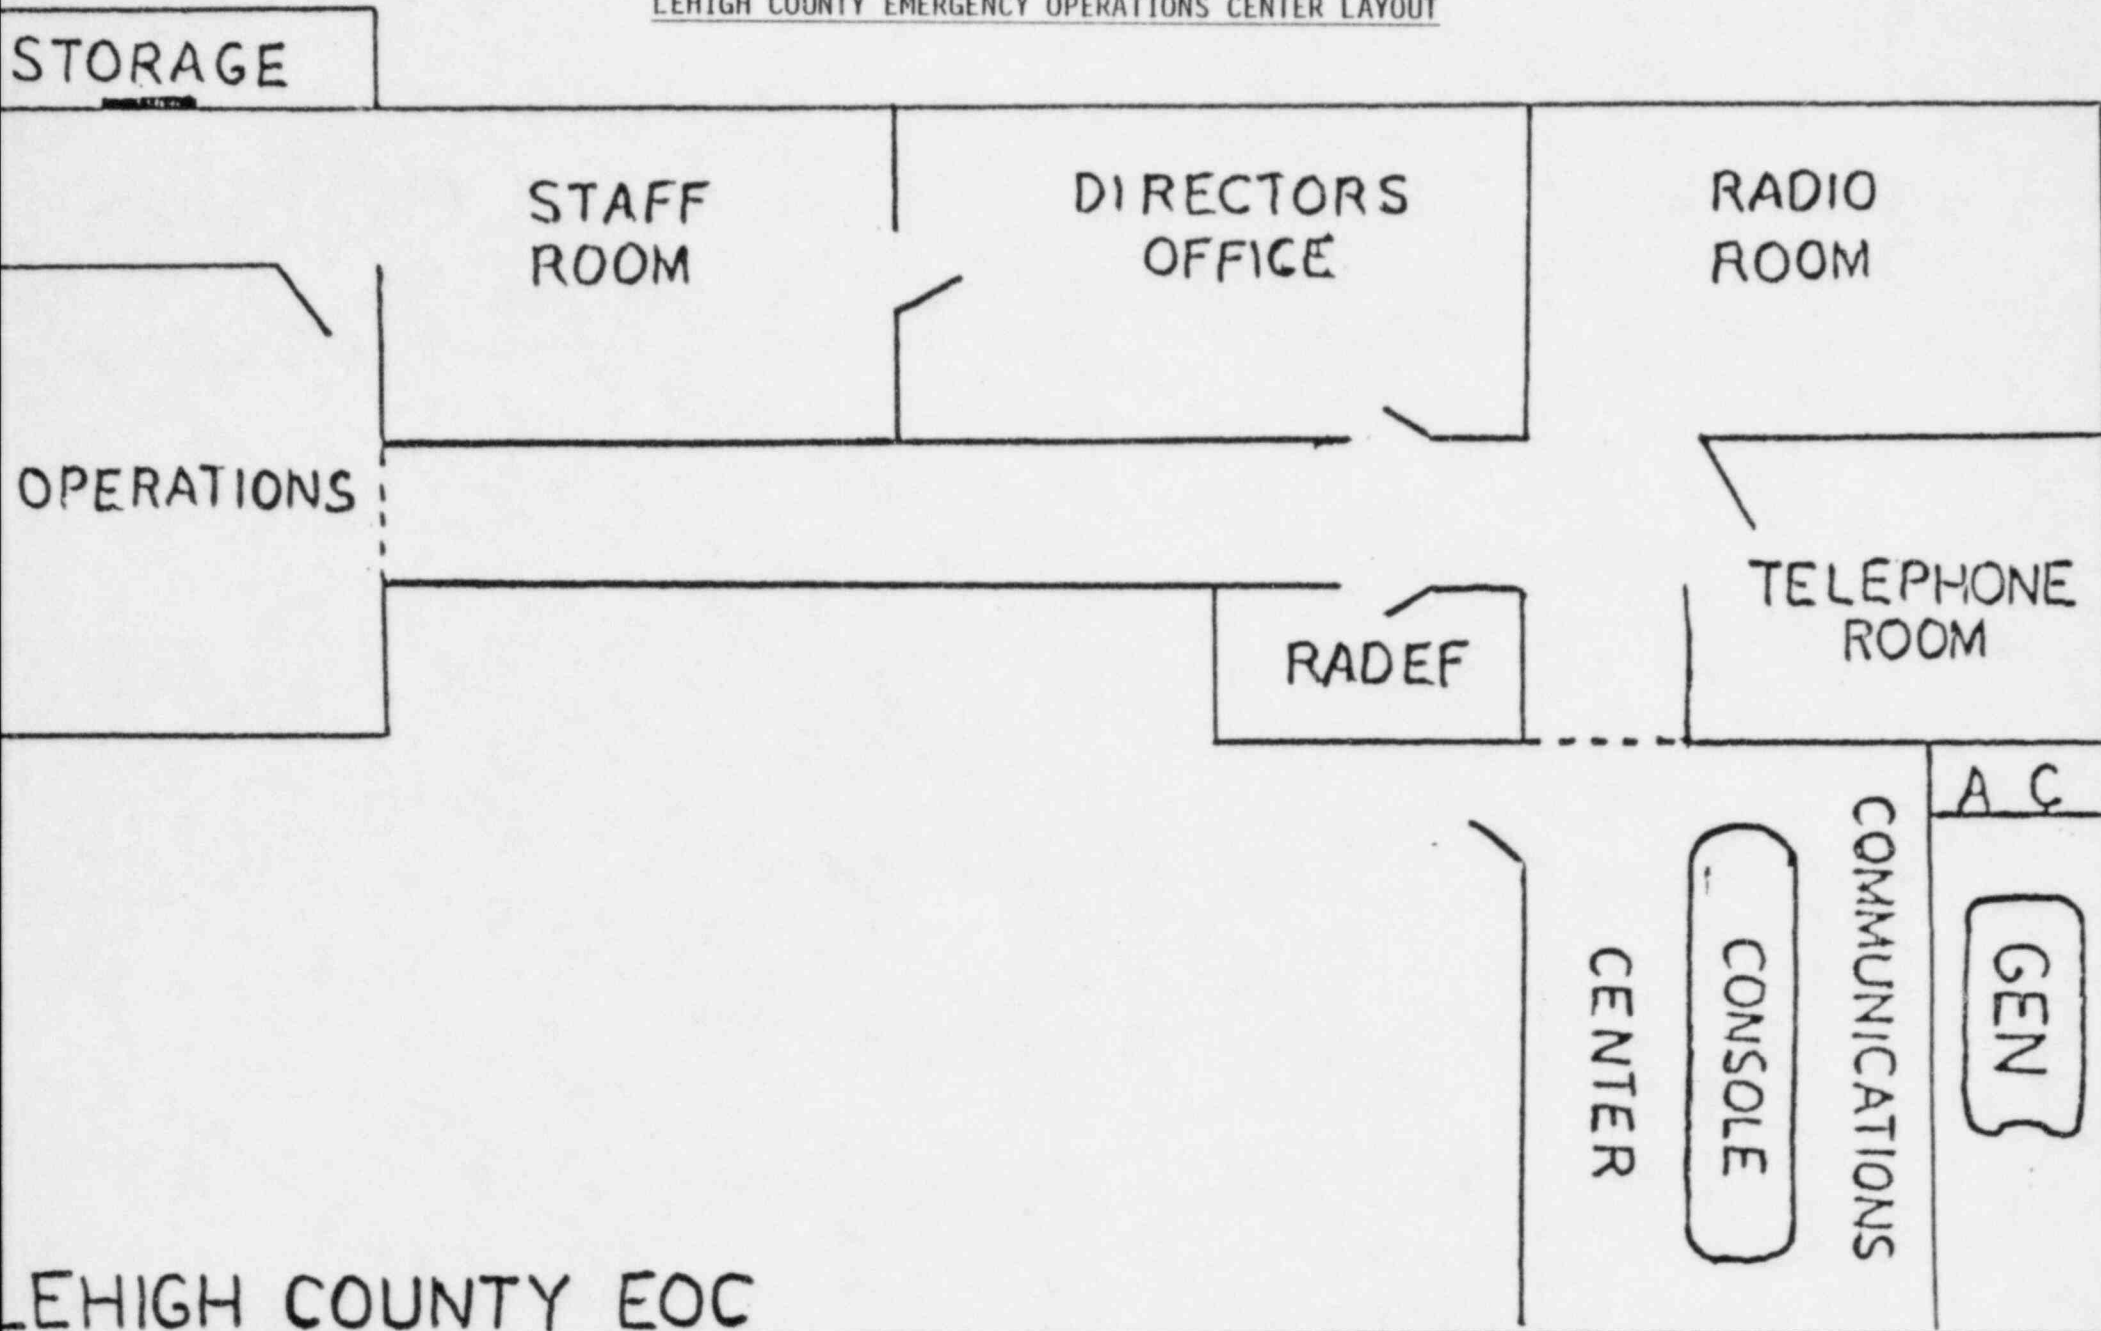 LEHIGH COUNTY EMERGENCY OPERATIONS CENTER LAYOUT
STORAGE
STAFF
ROOM
DIRECTORS
OFFICE
RADIO
ROOM
OPERATIONS
TELEPHONE
ROOM
RADEF
A C
COMMUNICATIONS
CENTER
CONSOLE
GEN
LEHIGH COUNTY EOC